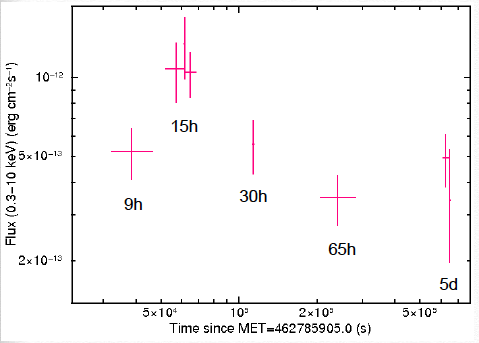 Flux (0.3−10 keV) (erg cm⁻²s⁻¹)
10⁻¹²
5×10⁻¹³
2×10⁻¹³
15h
9h
30h
65h
5d
5×10⁴
10⁵
2×10⁵
5×10⁵
Time since MET=462785905.0 (s)